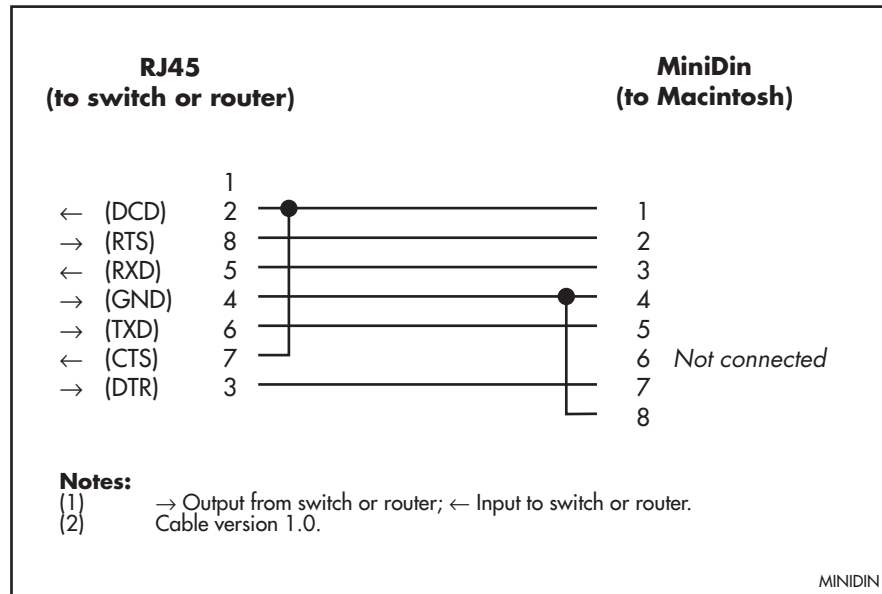 RJ45 MiniDin
(to switch or router) (to Macintosh)
1
← (DCD) 2 1
→ (RTS) 8 2
← (RXD) 5 3
→ (GND) 4 4
→ (TXD) 6 5
← (CTS) 7 6 Not connected
→ (DTR) 3 7
8
Notes:
(1) → Output from switch or router; ← Input to switch or router.
(2) Cable version 1.0.
MINIDIN